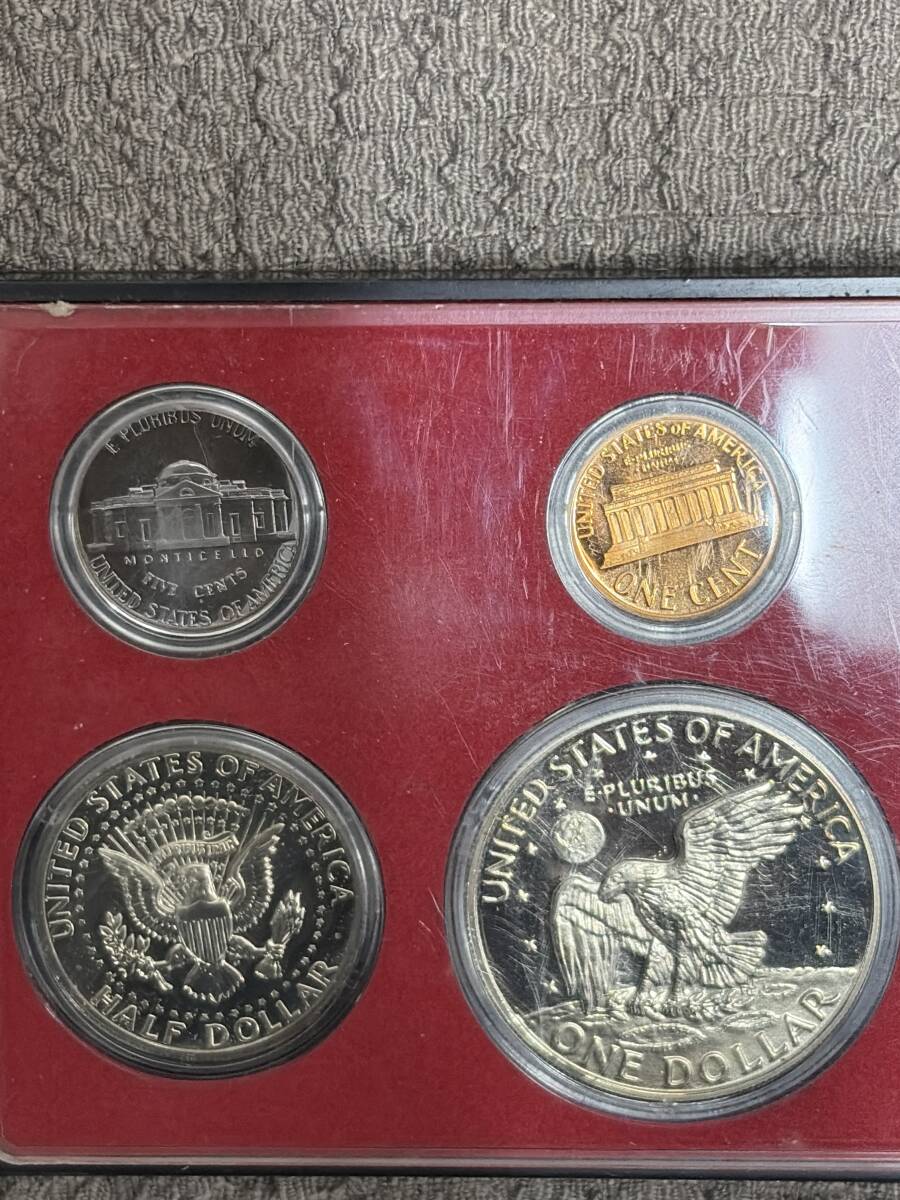 E PLURIBUS UNUM
MONTICELLO
FIVE CENTS
UNITED STATES OF AMERICA
UNITED STATES OF AMERICA
E·PLURIBUS
UNUM
ONE CENT
UNITED STATES OF AMERICA
HALF DOLLAR
UNITED STATES OF AMERICA
E·PLURIBUS
·UNUM·
ONE DOLLAR